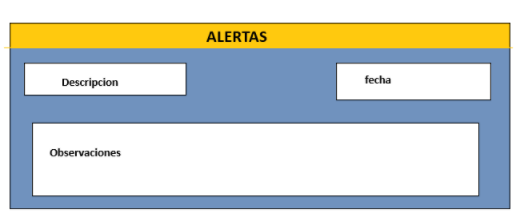 ALERTAS
Descripcion
fecha
Observaciones